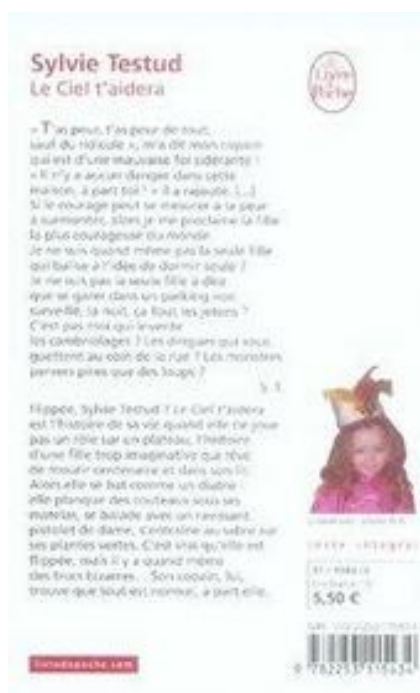 Sylvie Testud
Le Ciel t'aidera
Le Livre de Poche
« T'as peur, t'as peur de tout,
sauf du ridicule », m'a dit mon copain
qui est d'une mauvaise foi sidérante !
« Il n'y a aucun danger dans cette
maison, à part toi ! » il a rajouté. [...]
Si le courage peut se mesurer à la peur
à surmonter, alors je me proclame la fille
la plus courageuse du monde.
Je ne suis quand même pas la seule fille
qui balise à l'idée de dormir seule ?
Je ne suis pas la seule fille à dire
que se garer dans un parking non
surveillé, la nuit, ça fout les jetons ?
C'est pas moi qui invente
les cambriolages ? Les dingues qui vous
guettent au coin de la rue ? Les monstres
pervers pires que des loups ?
S. T.
Flippée, Sylvie Testud ? Le Ciel t'aidera
est l'histoire de sa vie quand elle ne joue
pas un rôle sur un plateau, l'histoire
d'une fille trop imaginative qui rêve
de mourir centenaire et dans son lit.
Alors elle se bat comme un diable :
elle planque des couteaux sous ses
matelas, se balade avec un
pistolet de dame, s'entraîne au sabre sur
ses plantes vertes. C'est vrai qu'elle est
flippée, mais il y a quand même
des trucs bizarres... Son copain, lui,
trouve que tout est normal, à part elle.
texte intégral
5,50 €
livredepoche.com